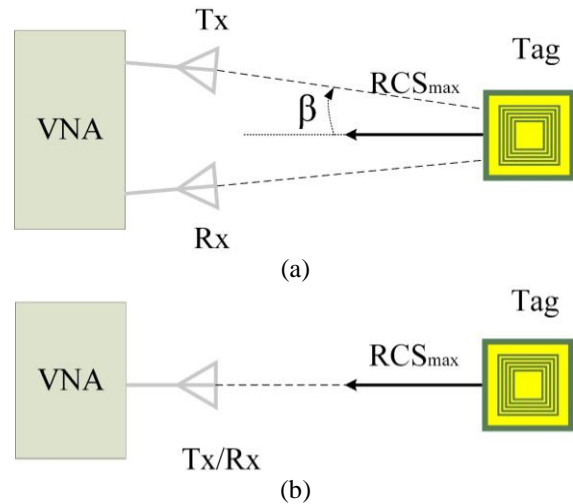 Tx
Tag
RCSmax
VNA
β
Rx
(a)
Tag
RCSmax
VNA
Tx/Rx
(b)